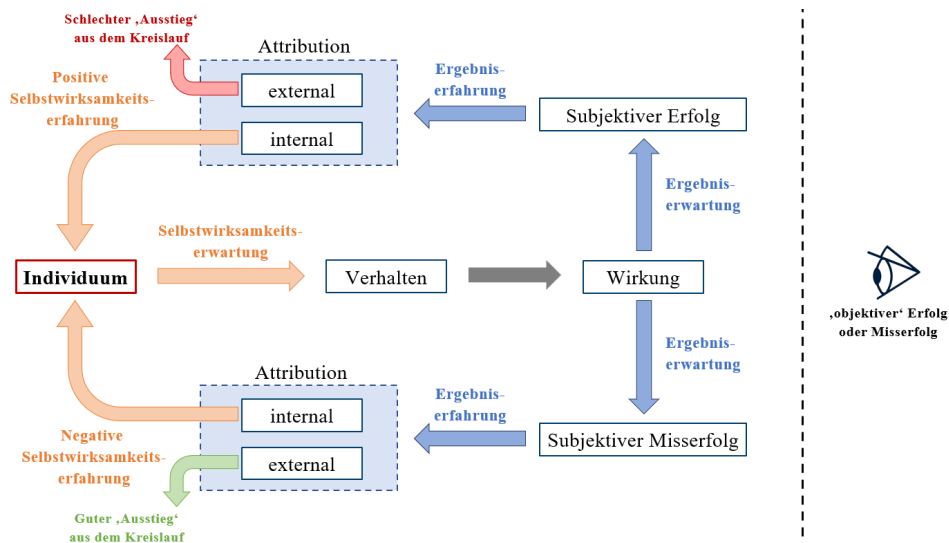 Schlechter ‚Ausstieg‘
aus dem Kreislauf
Attribution
Positive
Selbstwirksamkeits-
erfahrung
external
internal
Ergebnis-
erfahrung
Subjektiver Erfolg
Ergebnis-
erwartung
Selbstwirksamkeits-
erwartung
Individuum
Verhalten
Wirkung
‚objektiver‘ Erfolg
oder Misserfolg
Ergebnis-
erwartung
Attribution
internal
external
Ergebnis-
erfahrung
Subjektiver Misserfolg
Negative
Selbstwirksamkeits-
erfahrung
Guter ‚Ausstieg‘
aus dem Kreislauf